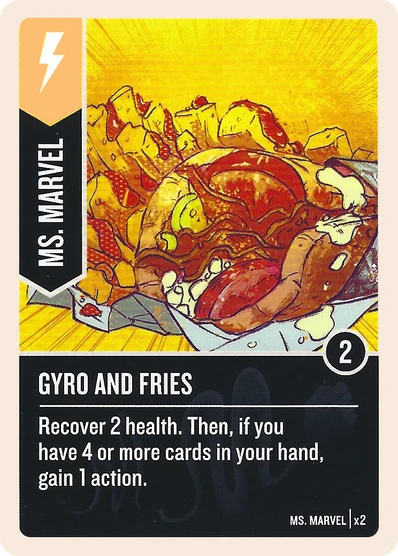 MS. MARVEL
2
GYRO AND FRIES
Recover 2 health. Then, if you
have 4 or more cards in your hand,
gain 1 action.
MS. MARVEL | x2